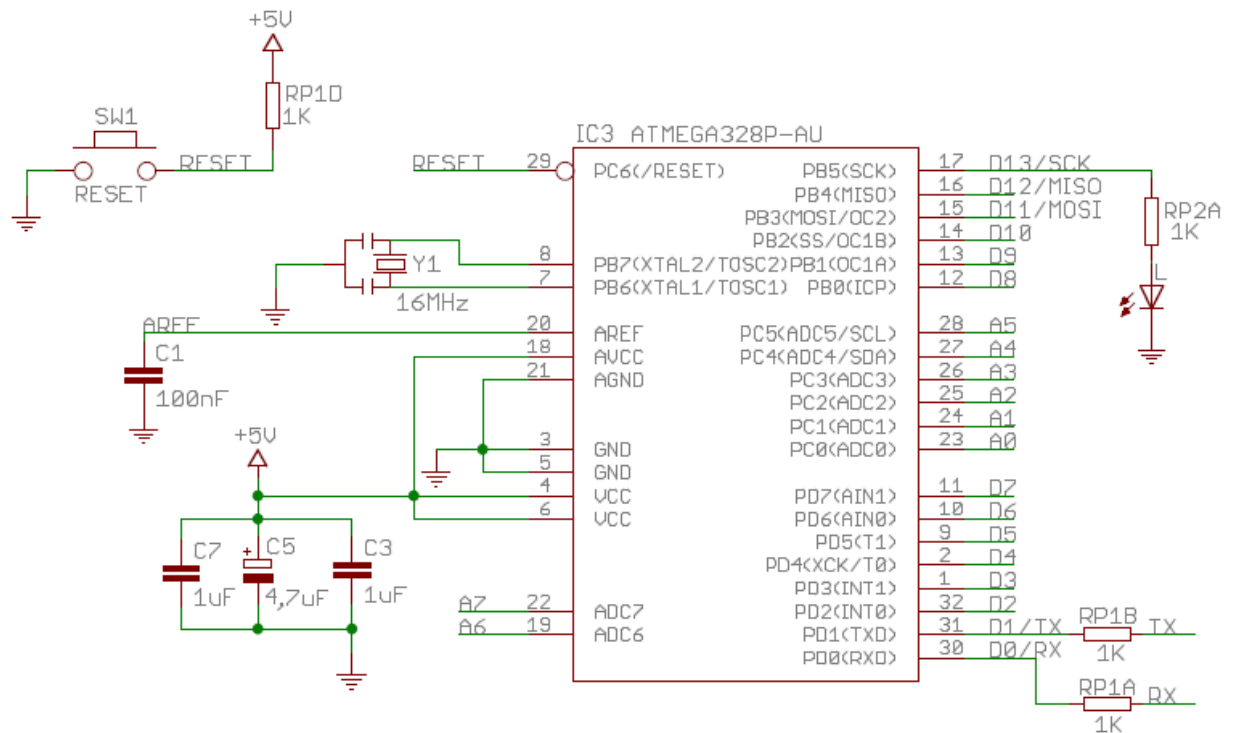 +5V
RP1D
1K
SW1
RESET
RESET
IC3 ATMEGA328P-AU
RESET 29 PC6(/RESET)
8 PB7(XTAL2/TOSC2)
7 PB6(XTAL1/TOSC1)
Y1
16MHz
AREF 20 AREF
18 AVCC
21 AGND
C1
100nF
+5V
3 GND
5 GND
4 VCC
6 VCC
C7
1uF
C5
+
4,7uF
C3
1uF
A7 22 ADC7
A6 19 ADC6
PB5(SCK) 17 D13/SCK
PB4(MISO) 16 D12/MISO
PB3(MOSI/OC2) 15 D11/MOSI
PB2(SS/OC1B) 14 D10
PB1(OC1A) 13 D9
PB0(ICP) 12 D8
RP2A
1K
L
PC5(ADC5/SCL) 28 A5
PC4(ADC4/SDA) 27 A4
PC3(ADC3) 26 A3
PC2(ADC2) 25 A2
PC1(ADC1) 24 A1
PC0(ADC0) 23 A0
PD7(AIN1) 11 D7
PD6(AIN0) 10 D6
PD5(T1) 9 D5
PD4(XCK/T0) 2 D4
PD3(INT1) 1 D3
PD2(INT0) 32 D2
PD1(TXD) 31 D1/TX
RP1B
1K
TX
PD0(RXD) 30 D0/RX
RP1A
1K
RX